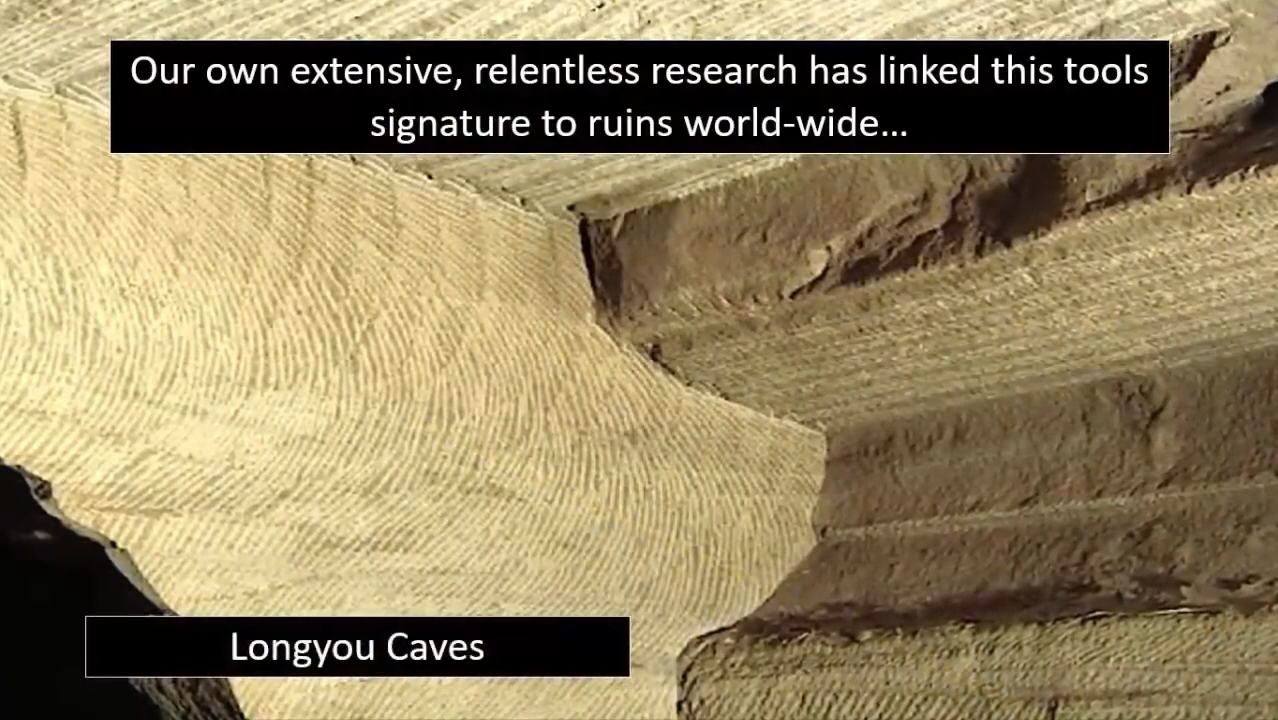 Our own extensive, relentless research has linked this tools
signature to ruins world-wide...
Longyou Caves